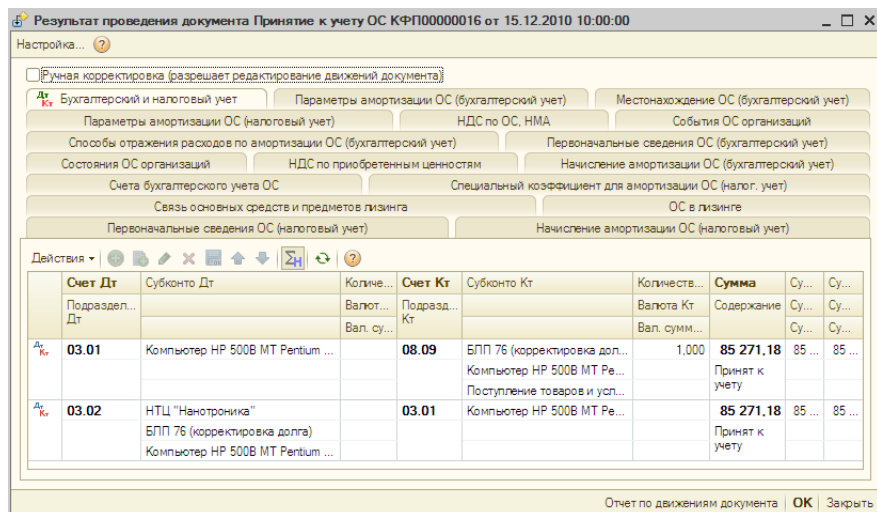 Результат проведения документа Принятие к учету ОС КФП00000016 от 15.12.2010 10:00:00
Настройка...
Ручная корректировка (разрешает редактирование движений документа)
Дт Кт Бухгалтерский и налоговый учет Параметры амортизации ОС (бухгалтерский учет) Местонахождение ОС (бухгалтерский учет)
Параметры амортизации ОС (налоговый учет) НДС по ОС, НМА События ОС организаций
Способы отражения расходов по амортизации ОС (бухгалтерский учет) Первоначальные сведения ОС (бухгалтерский учет)
Состояния ОС организаций НДС по приобретенным ценностям Начисление амортизации ОС (бухгалтерский учет)
Счета бухгалтерского учета ОС Специальный коэффициент для амортизации ОС (налог. учет)
Связь основных средств и предметов лизинга ОС в лизинге
Первоначальные сведения ОС (налоговый учет) Начисление амортизации ОС (налоговый учет)
Действия
Счет Дт Субконто Дт Количе... Счет Кт Субконто Кт Количеств... Сумма Су... Су...
Подраздел... Дт Валют... Подразд... Кт Валюта Кт Содержание Су... Су...
Вал. су... Вал. сумм... Су... Су...
Дт Кт 03.01 Компьютер HP 500B MT Pentium ... 08.09 БЛП 76 (корректировка дол... 1,000 85 271,18 85 ... 85 ...
Компьютер HP 500B MT Pe... Принят к учету
Поступление товаров и усл...
Дт Кт 03.02 НТЦ "Нанотроника" 03.01 Компьютер HP 500B MT Pe... 85 271,18 85 ... 85 ...
БЛП 76 (корректировка долга) Принят к учету
Компьютер HP 500B MT Pentium ...
Отчет по движениям документа OK Закрыть